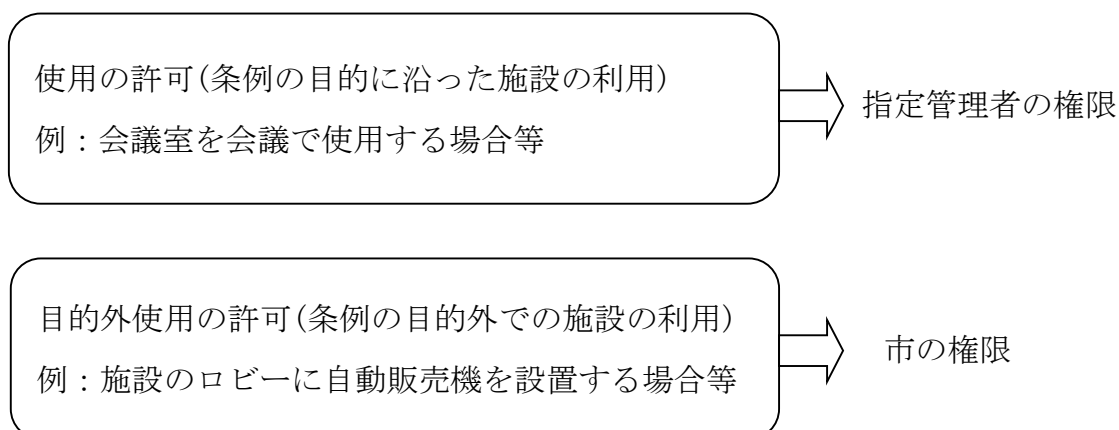 使用の許可(条例の目的に沿った施設の利用)
例：会議室を会議で使用する場合等
指定管理者の権限
目的外使用の許可(条例の目的外での施設の利用)
例：施設のロビーに自動販売機を設置する場合等
市の権限